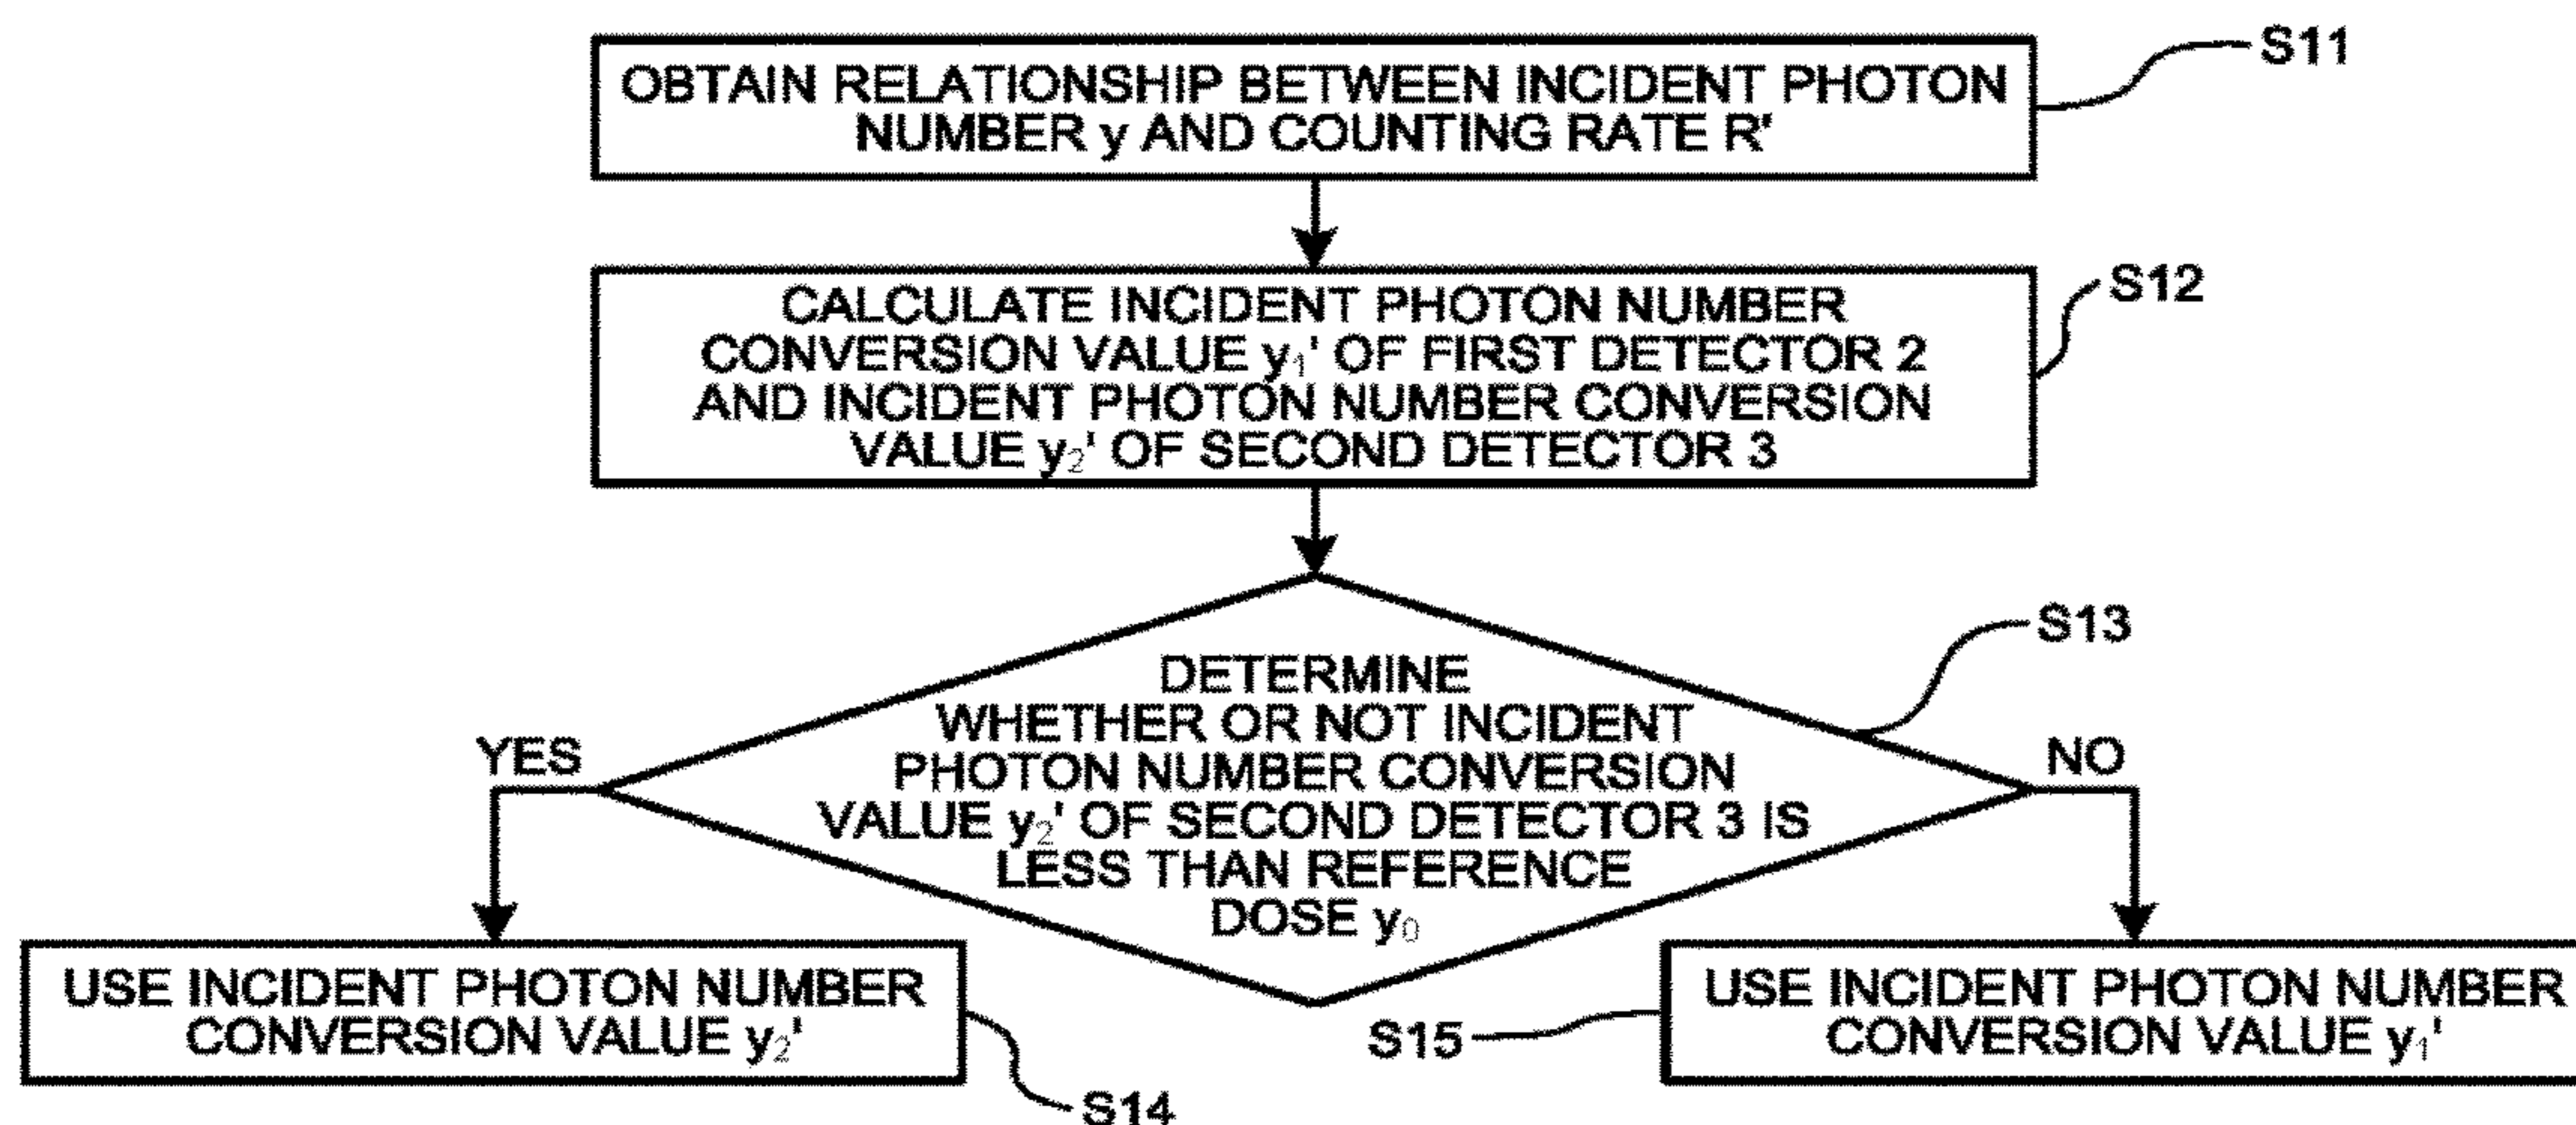 S11
OBTAIN RELATIONSHIP BETWEEN INCIDENT PHOTON
NUMBER y AND COUNTING RATE R'
S12
CALCULATE INCIDENT PHOTON NUMBER
CONVERSION VALUE y₁' OF FIRST DETECTOR 2
AND INCIDENT PHOTON NUMBER CONVERSION
VALUE y₂' OF SECOND DETECTOR 3
S13
DETERMINE
WHETHER OR NOT INCIDENT
PHOTON NUMBER CONVERSION
VALUE y₂' OF SECOND DETECTOR 3 IS
LESS THAN REFERENCE
DOSE y₀
YES
NO
USE INCIDENT PHOTON NUMBER
CONVERSION VALUE y₂'
S14
S15
USE INCIDENT PHOTON NUMBER
CONVERSION VALUE y₁'